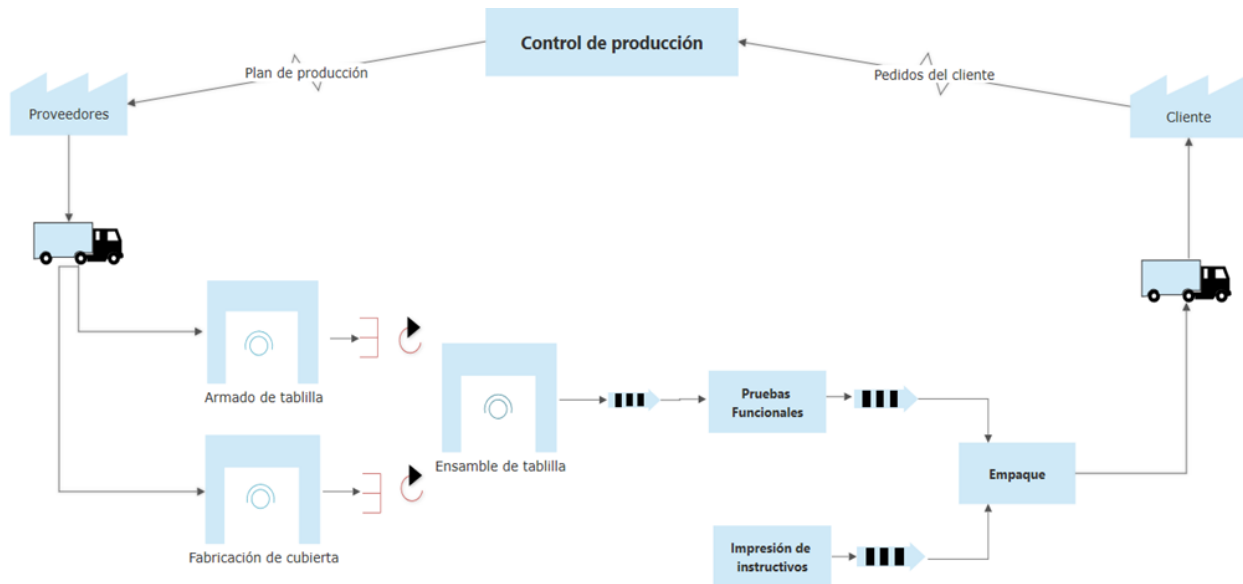 Control de producción
Plan de producción
Pedidos del cliente
Proveedores
Cliente
Armado de tablilla
Ensamble de tablilla
Pruebas
Funcionales
Empaque
Fabricación de cubierta
Impresión de
instructivos